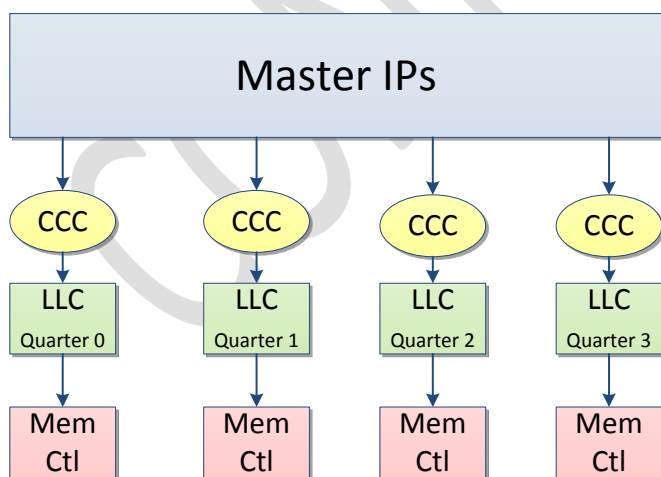 Master IPs
CCC CCC CCC CCC
LLC LLC LLC LLC
Quarter 0 Quarter 1 Quarter 2 Quarter 3
Mem Mem Mem Mem
Ctl Ctl Ctl Ctl